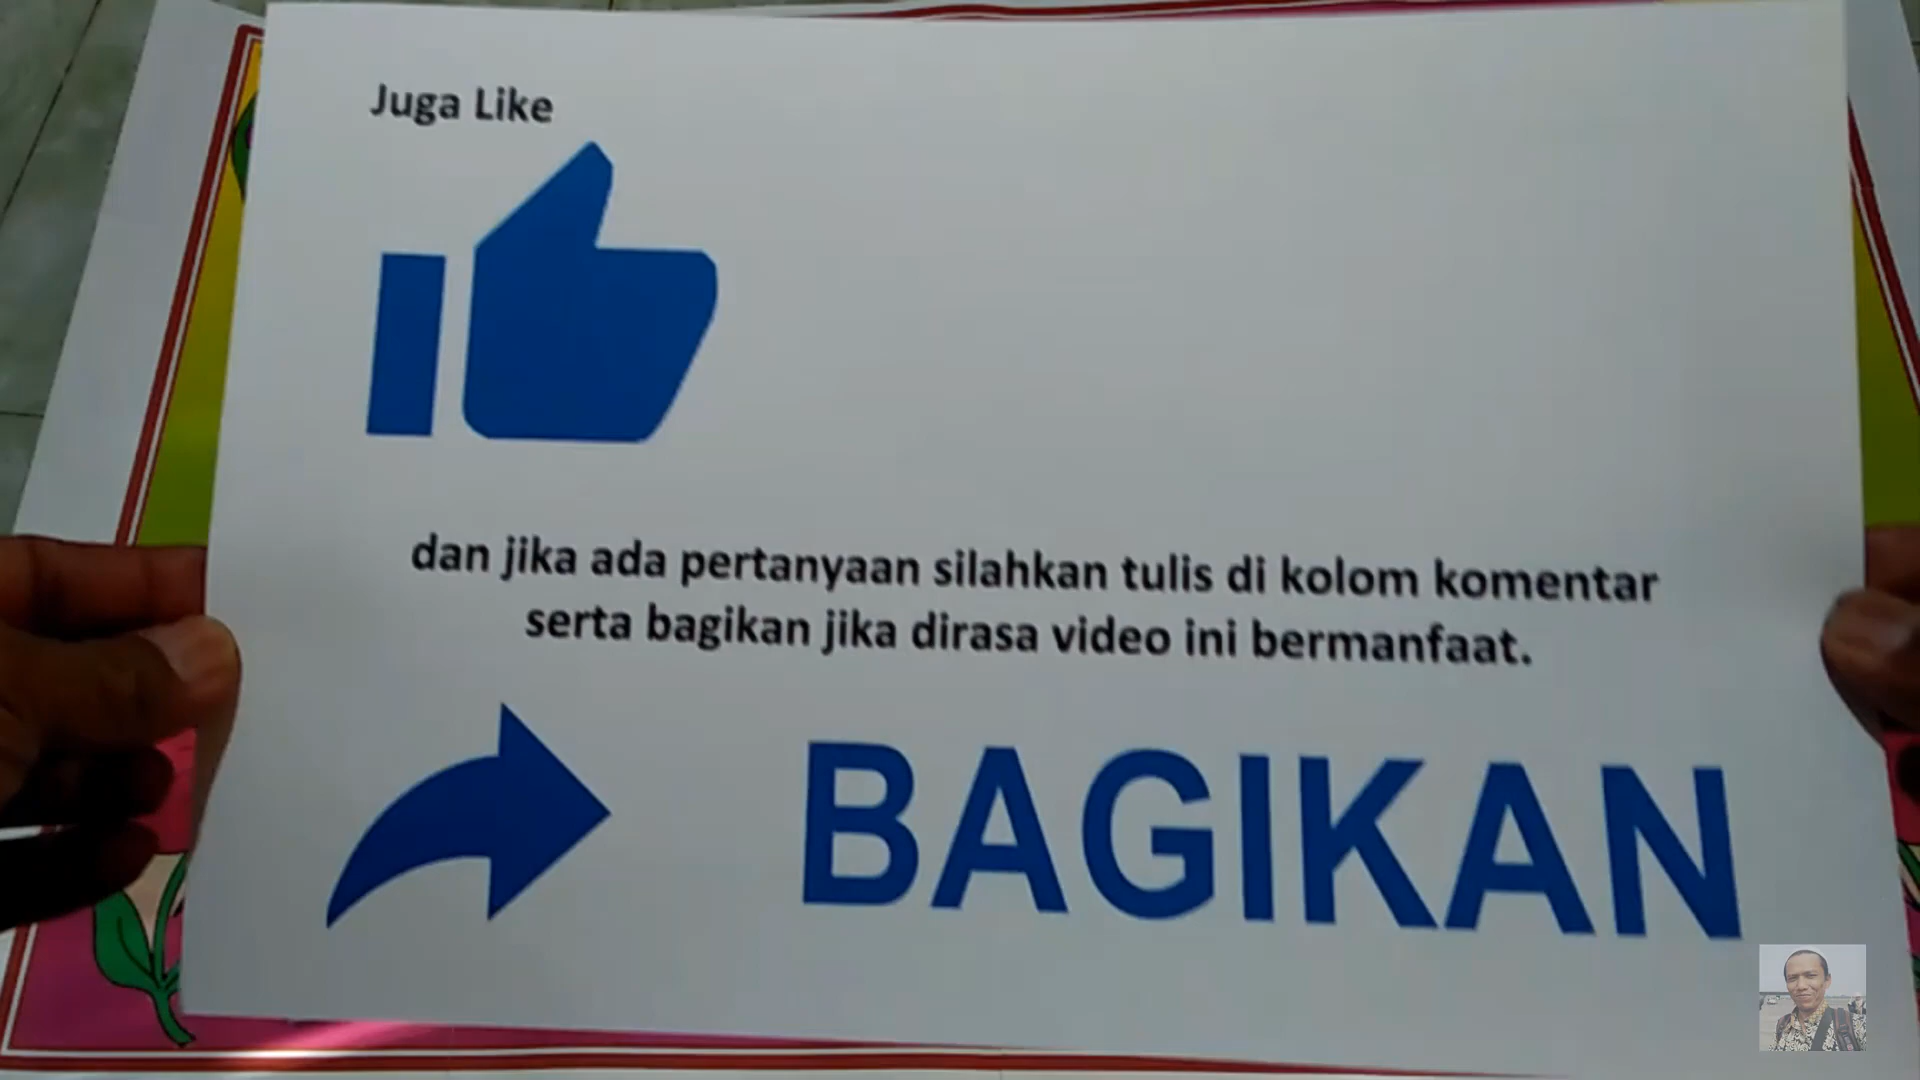 Juga Like
dan jika ada pertanyaan silahkan tulis di kolom komentar
serta bagikan jika dirasa video ini bermanfaat.
BAGIKAN